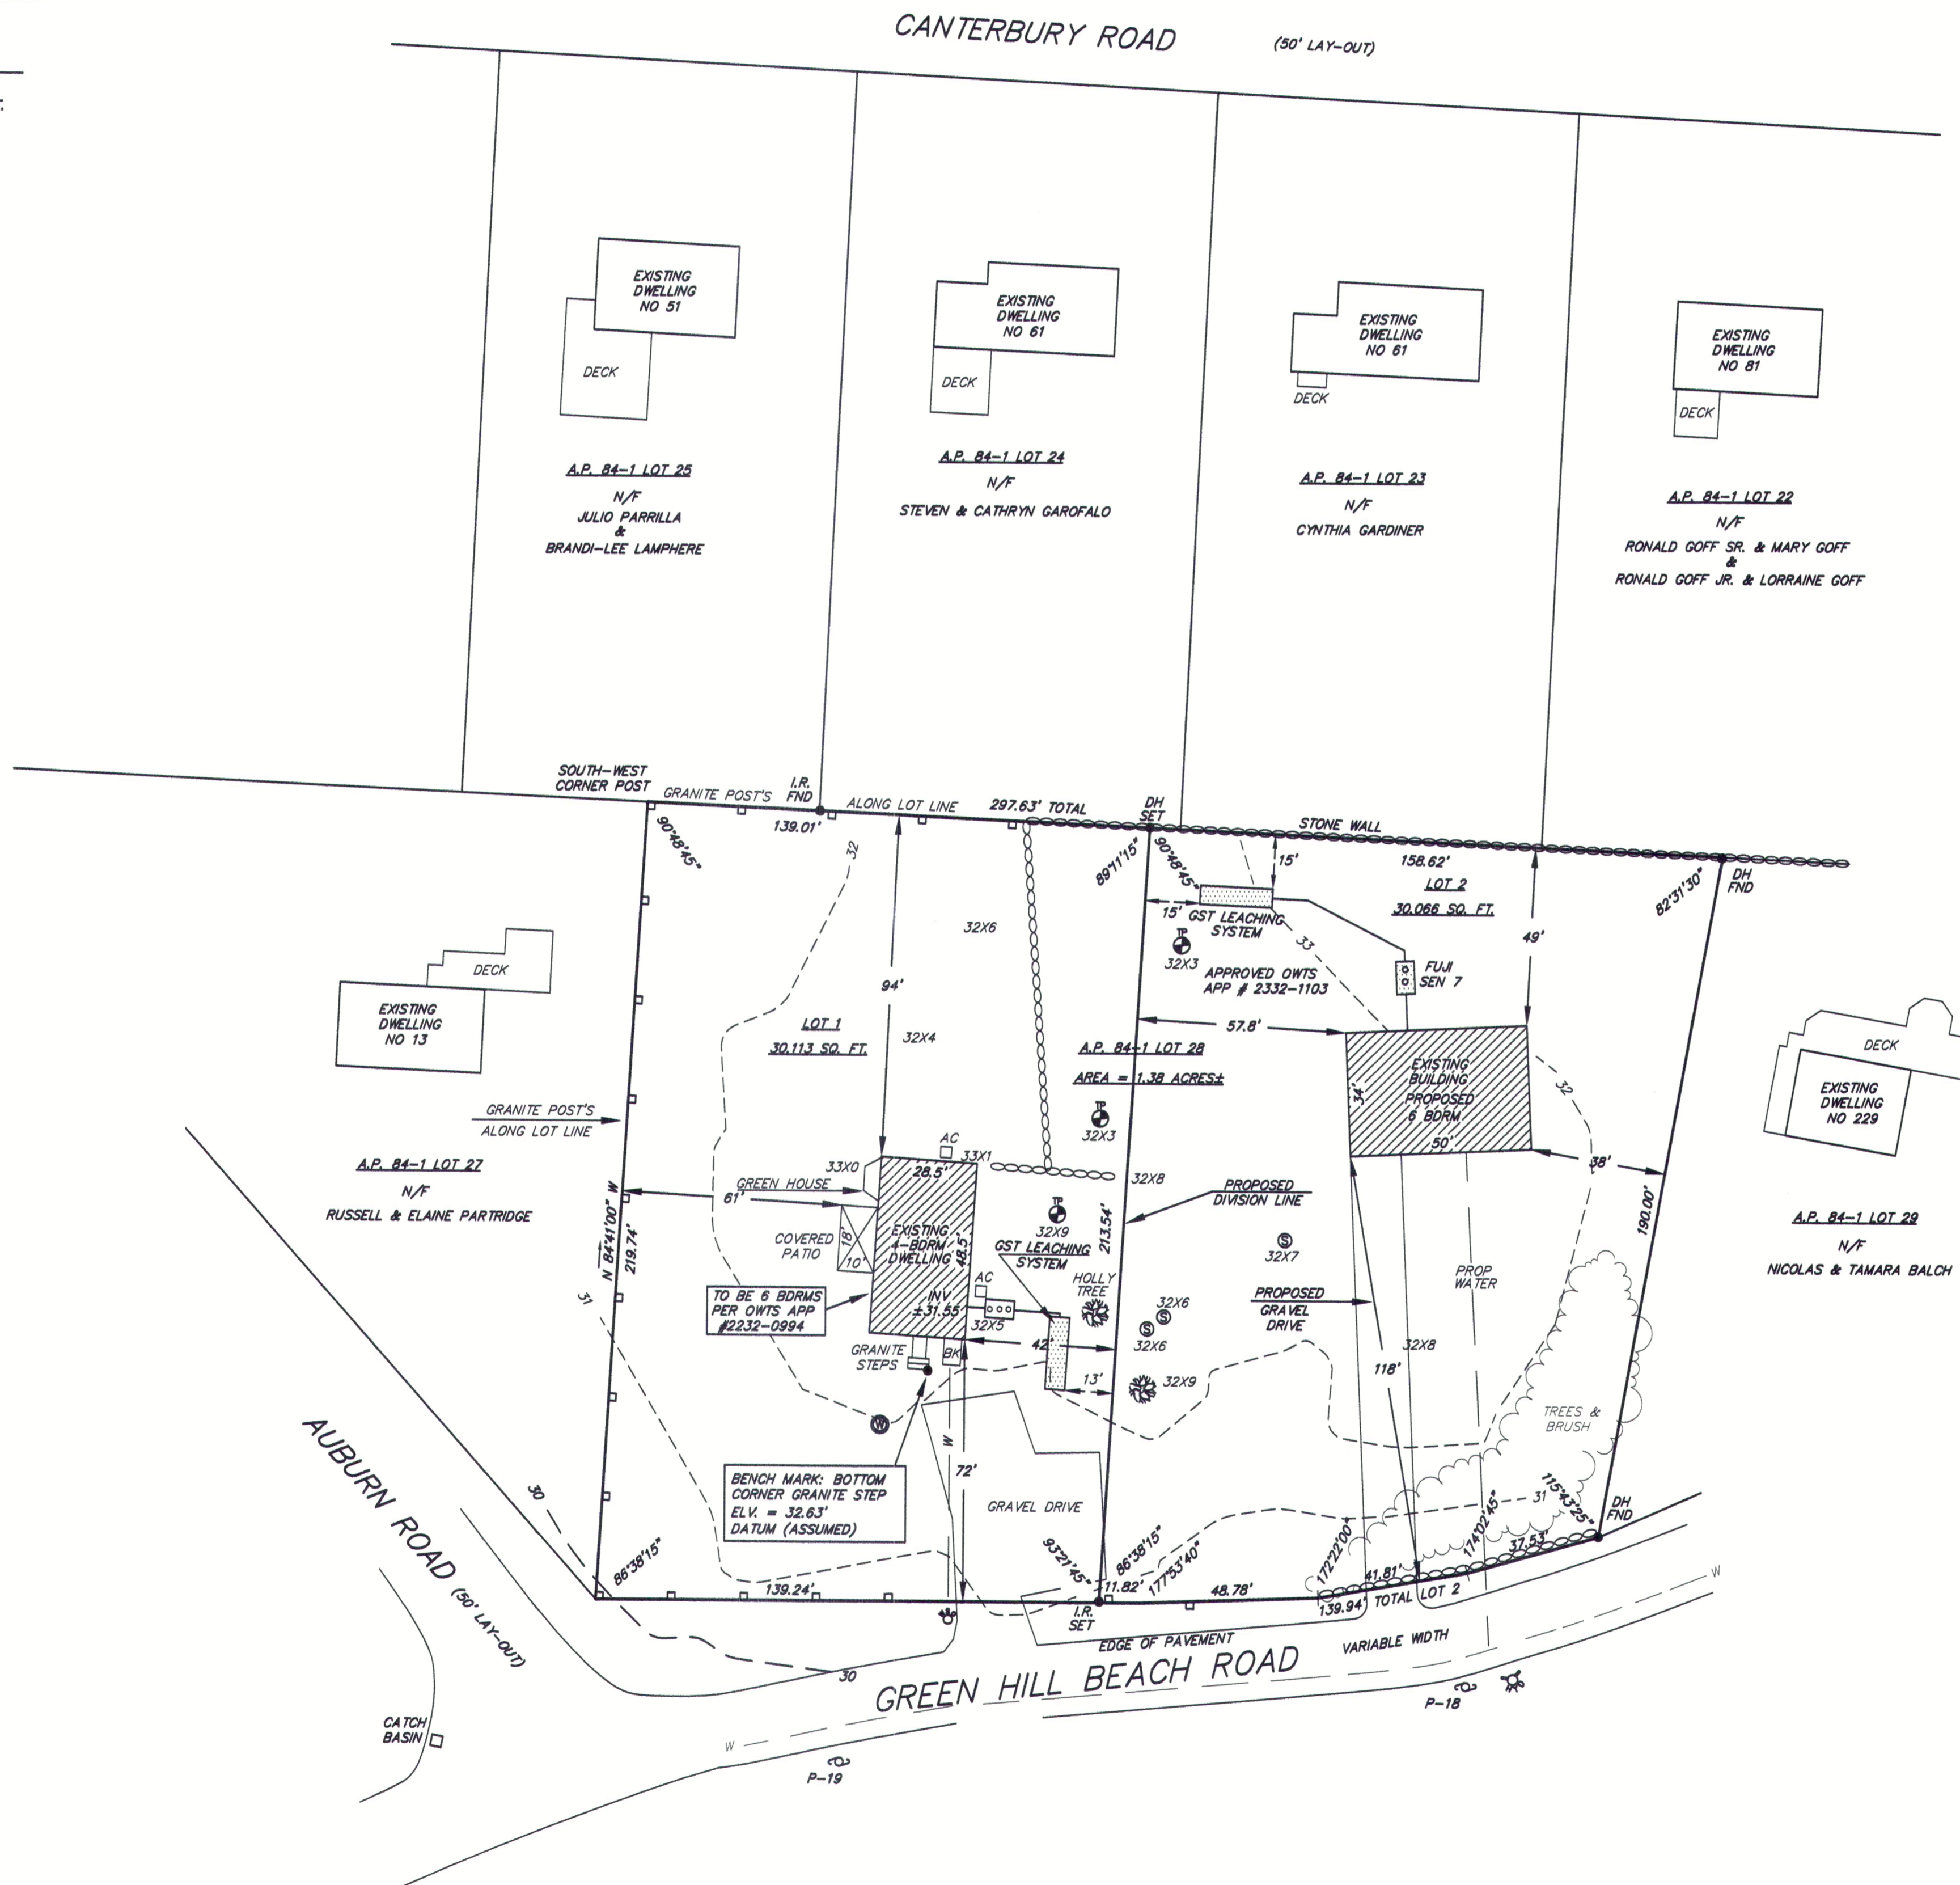 CANTERBURY ROAD (50' LAY-OUT)
EXISTING
DWELLING
NO 51
DECK
EXISTING
DWELLING
NO 61
DECK
EXISTING
DWELLING
NO 61
DECK
EXISTING
DWELLING
NO 81
DECK
A.P. 84-1 LOT 25
N/F
JULIO PARRILLA
&
BRANDI-LEE LAMPHERE
A.P. 84-1 LOT 24
N/F
STEVEN & CATHRYN GAROFALO
A.P. 84-1 LOT 23
N/F
CYNTHIA GARDINER
A.P. 84-1 LOT 22
N/F
RONALD GOFF SR. & MARY GOFF
&
RONALD GOFF JR. & LORRAINE GOFF
SOUTH-WEST
CORNER POST
GRANITE POST'S
I.R.
FND
ALONG LOT LINE
297.63' TOTAL
DH
SET
STONE WALL
139.01'
158.62'
DH
FND
90°48'45"
89°11'15"
90°48'45"
82°31'30"
32
15'
LOT 2
30,066 SQ. FT.
15'
GST LEACHING
SYSTEM
33
49'
TP
32X3
APPROVED OWTS
APP # 2332-1103
FUJI
SEN 7
32X6
94'
57.8'
LOT 1
30,113 SQ. FT.
32X4
A.P. 84-1 LOT 28
AREA = 1.38 ACRES±
DECK
EXISTING
DWELLING
NO 13
GRANITE POST'S
ALONG LOT LINE
A.P. 84-1 LOT 27
N/F
RUSSELL & ELAINE PARTRIDGE
EXISTING
BUILDING
PROPOSED
6 BDRM
34'
50'
32
38'
DECK
EXISTING
DWELLING
NO 229
A.P. 84-1 LOT 29
N/F
NICOLAS & TAMARA BALCH
TP
32X3
AC
33X1
33X0
28.5'
GREEN HOUSE
61'
32X8
PROPOSED
DIVISION LINE
190.00'
N 84°41'00" W
219.74'
COVERED
PATIO
18'
10'
EXISTING
4-BDRM
DWELLING
48.5'
TP
32X9
GST LEACHING
SYSTEM
213.54'
S
32X7
PROP
WATER
AC
HOLLY
TREE
INV
±31.55
32X5
TO BE 6 BDRMS
PER OWTS APP
#2232-0994
31
S
32X6
S
32X6
PROPOSED
GRAVEL
DRIVE
32X8
118'
GRANITE
STEPS
BK
42'
13'
32X9
W
TREES &
BRUSH
W
72'
BENCH MARK: BOTTOM
CORNER GRANITE STEP
ELV. = 32.63'
DATUM (ASSUMED)
GRAVEL DRIVE
31
30
AUBURN ROAD (50' LAY-OUT)
86°38'15"
139.24'
93°21'45"
86°38'15"
177°53'40"
11.82'
48.78'
172°22'00"
41.81'
174°02'45"
37.53'
115°43'25"
DH
FND
I.R.
SET
139.94' TOTAL LOT 2
EDGE OF PAVEMENT
VARIABLE WIDTH
30
GREEN HILL BEACH ROAD
W
W
P-18
P-19
CATCH
BASIN